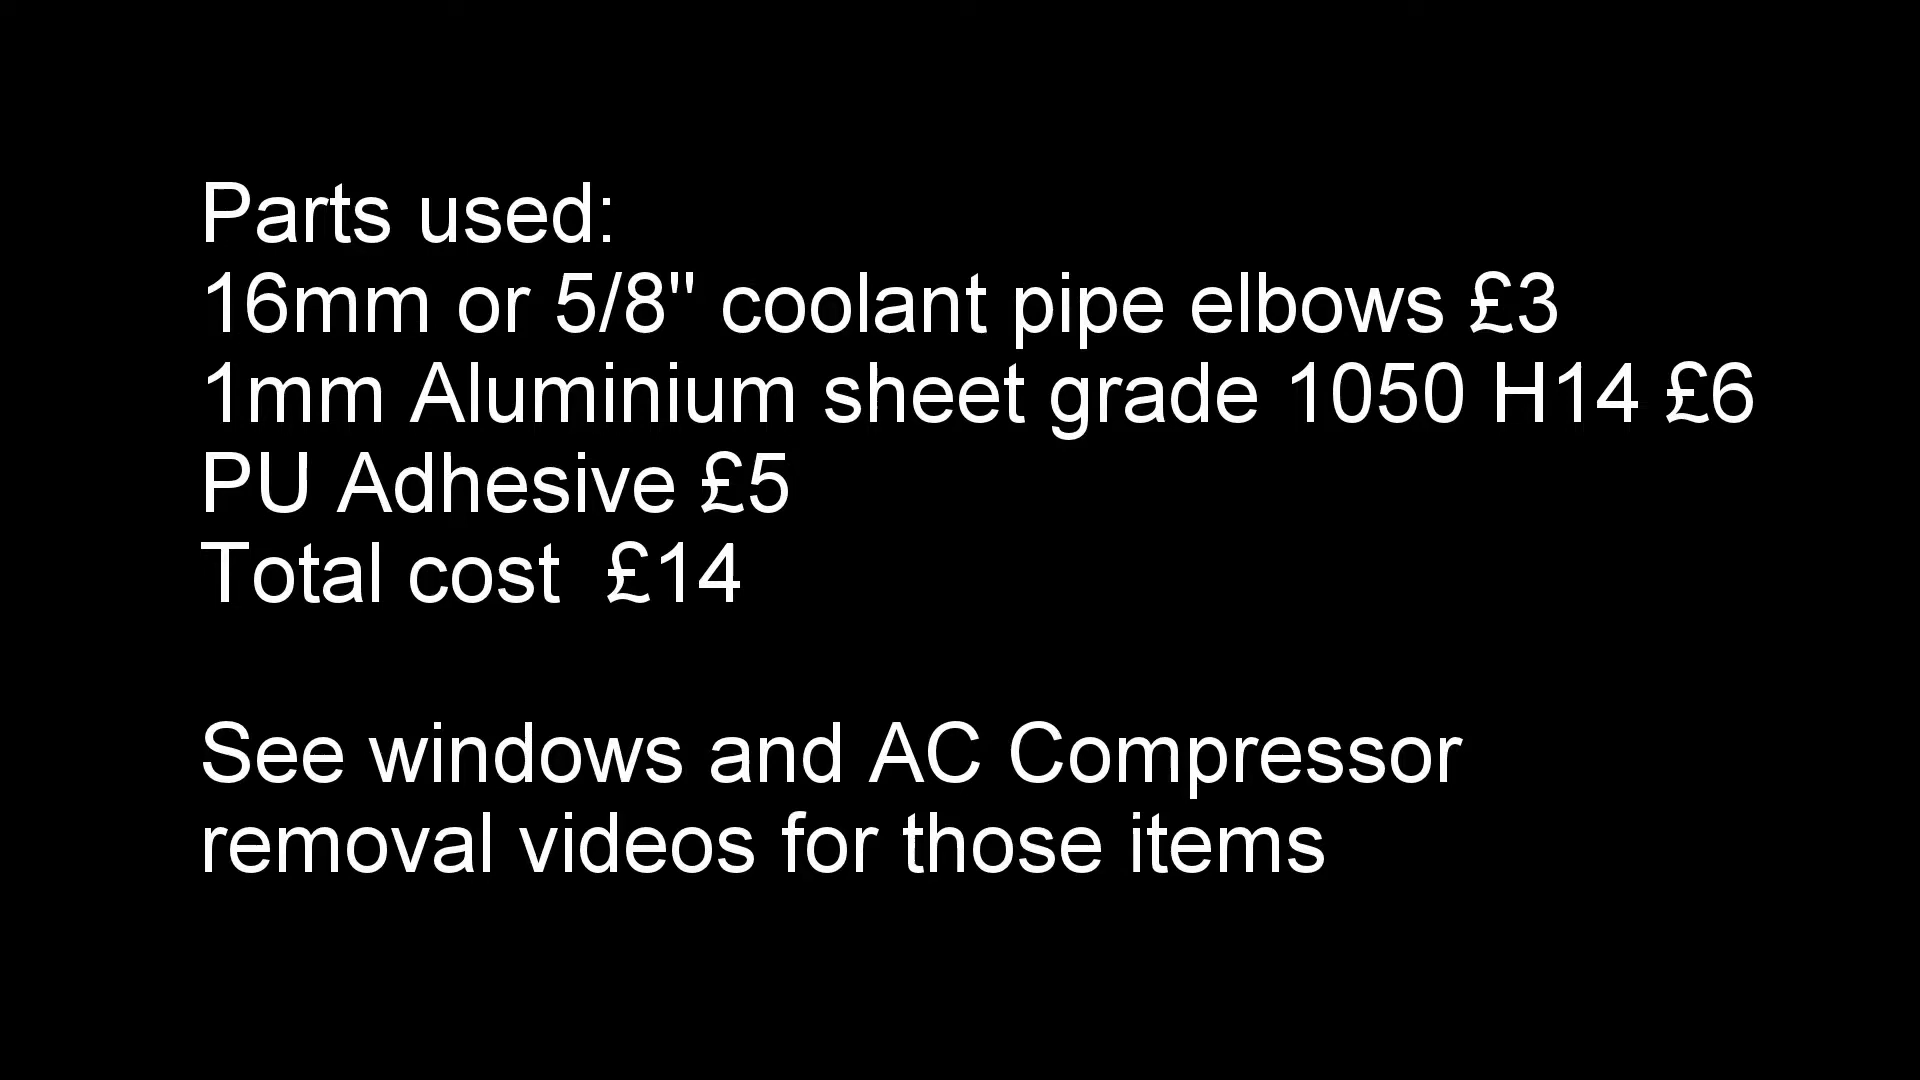 Parts used:
16mm or 5/8" coolant pipe elbows £3
1mm Aluminium sheet grade 1050 H14 £6
PU Adhesive £5
Total cost  £14
See windows and AC Compressor
removal videos for those items